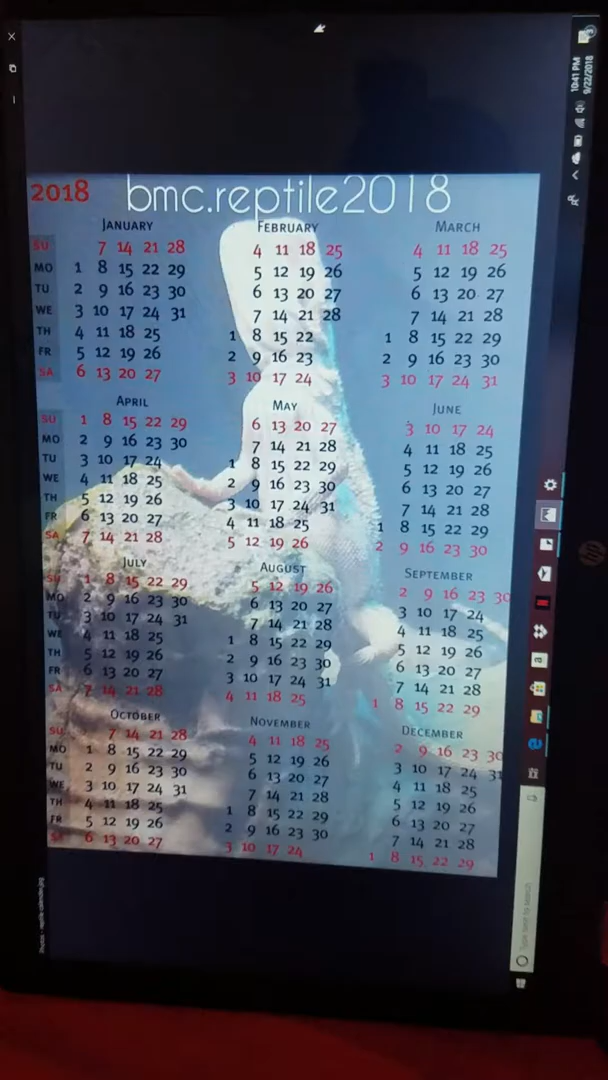 2018 bmc.reptile2018
JANUARY FEBRUARY MARCH
SU 7 14 21 28 4 11 18 25 4 11 18 25
MO 1 8 15 22 29 5 12 19 26 5 12 19 26
TU 2 9 16 23 30 6 13 20 27 6 13 20 27
WE 3 10 17 24 31 7 14 21 28 7 14 21 28
TH 4 11 18 25 1 8 15 22 1 8 15 22 29
FR 5 12 19 26 2 9 16 23 2 9 16 23 30
SA 6 13 20 27 3 10 17 24 3 10 17 24 31
APRIL MAY JUNE
SU 1 8 15 22 29 6 13 20 27 3 10 17 24
MO 2 9 16 23 30 7 14 21 28 4 11 18 25
TU 3 10 17 24 1 8 15 22 29 5 12 19 26
WE 4 11 18 25 2 9 16 23 30 6 13 20 27
TH 5 12 19 26 3 10 17 24 31 7 14 21 28
FR 6 13 20 27 4 11 18 25 1 8 15 22 29
SA 7 14 21 28 5 12 19 26 2 9 16 23 30
JULY AUGUST SEPTEMBER
SU 1 8 15 22 29 5 12 19 26 2 9 16 23 30
MO 2 9 16 23 30 6 13 20 27 3 10 17 24
TU 3 10 17 24 31 7 14 21 28 4 11 18 25
WE 4 11 18 25 1 8 15 22 29 5 12 19 26
TH 5 12 19 26 2 9 16 23 30 6 13 20 27
FR 6 13 20 27 3 10 17 24 31 7 14 21 28
SA 7 14 21 28 4 11 18 25 1 8 15 22 29
OCTOBER NOVEMBER DECEMBER
SU 7 14 21 28 4 11 18 25 2 9 16 23 30
MO 1 8 15 22 29 5 12 19 26 3 10 17 24 31
TU 2 9 16 23 30 6 13 20 27 4 11 18 25
WE 3 10 17 24 31 7 14 21 28 5 12 19 26
TH 4 11 18 25 1 8 15 22 29 6 13 20 27
FR 5 12 19 26 2 9 16 23 30 7 14 21 28
SA 6 13 20 27 3 10 17 24 1 8 15 22 29
Type here to search
10:41 PM
9/22/2018
hp